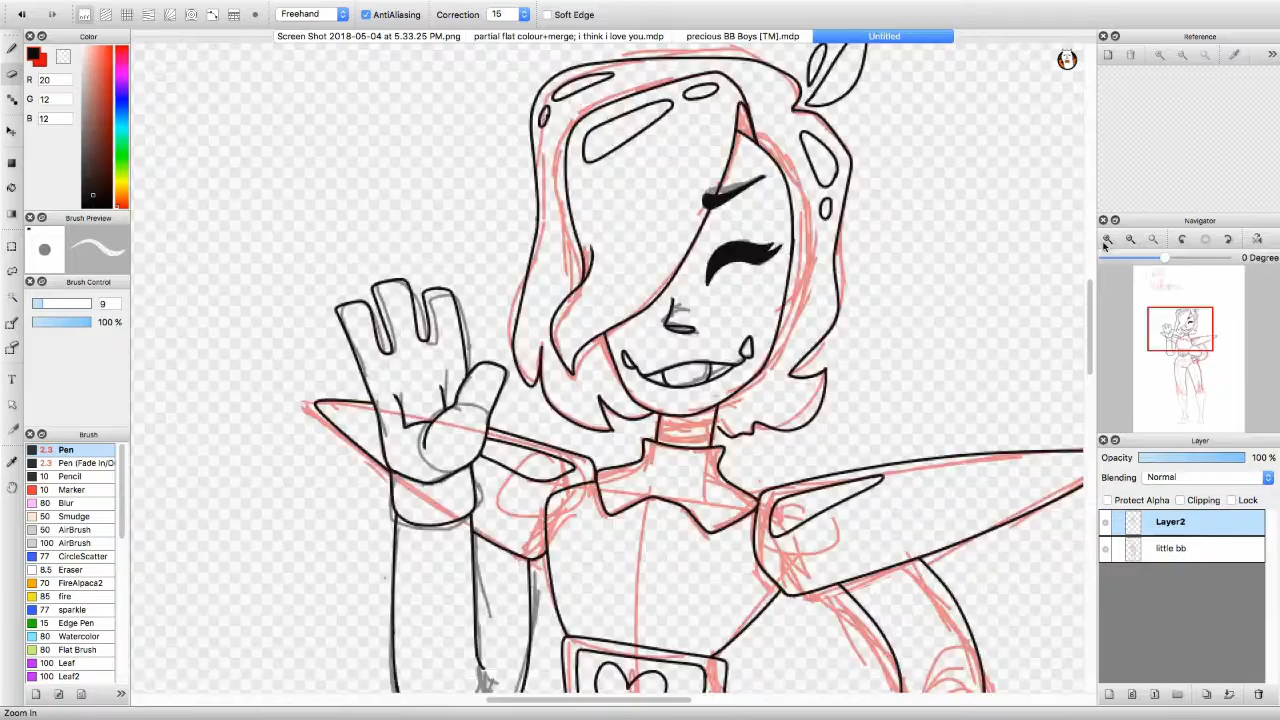 off Freehand AntiAliasing Correction 15 Soft Edge
Screen Shot 2018-05-04 at 5.33.25 PM.png partial flat colour+merge; i think i love you.mdp precious BB Boys [TM].mdp Untitled
Color
R 20
G 12
B 12
Brush Preview
Brush Control
9
100 %
Brush
2.3 Pen
2.3 Pen (Fade In/O
10 Pencil
10 Marker
80 Blur
50 Smudge
50 AirBrush
100 AirBrush
77 CircleScatter
8.5 Eraser
70 FireAlpaca2
85 fire
77 sparkle
15 Edge Pen
80 Watercolor
80 Flat Brush
100 Leaf
100 Leaf2
Zoom In
Reference
Navigator
0 Degree
Layer
Opacity 100 %
Blending Normal
Protect Alpha Clipping Lock
Layer2
little bb